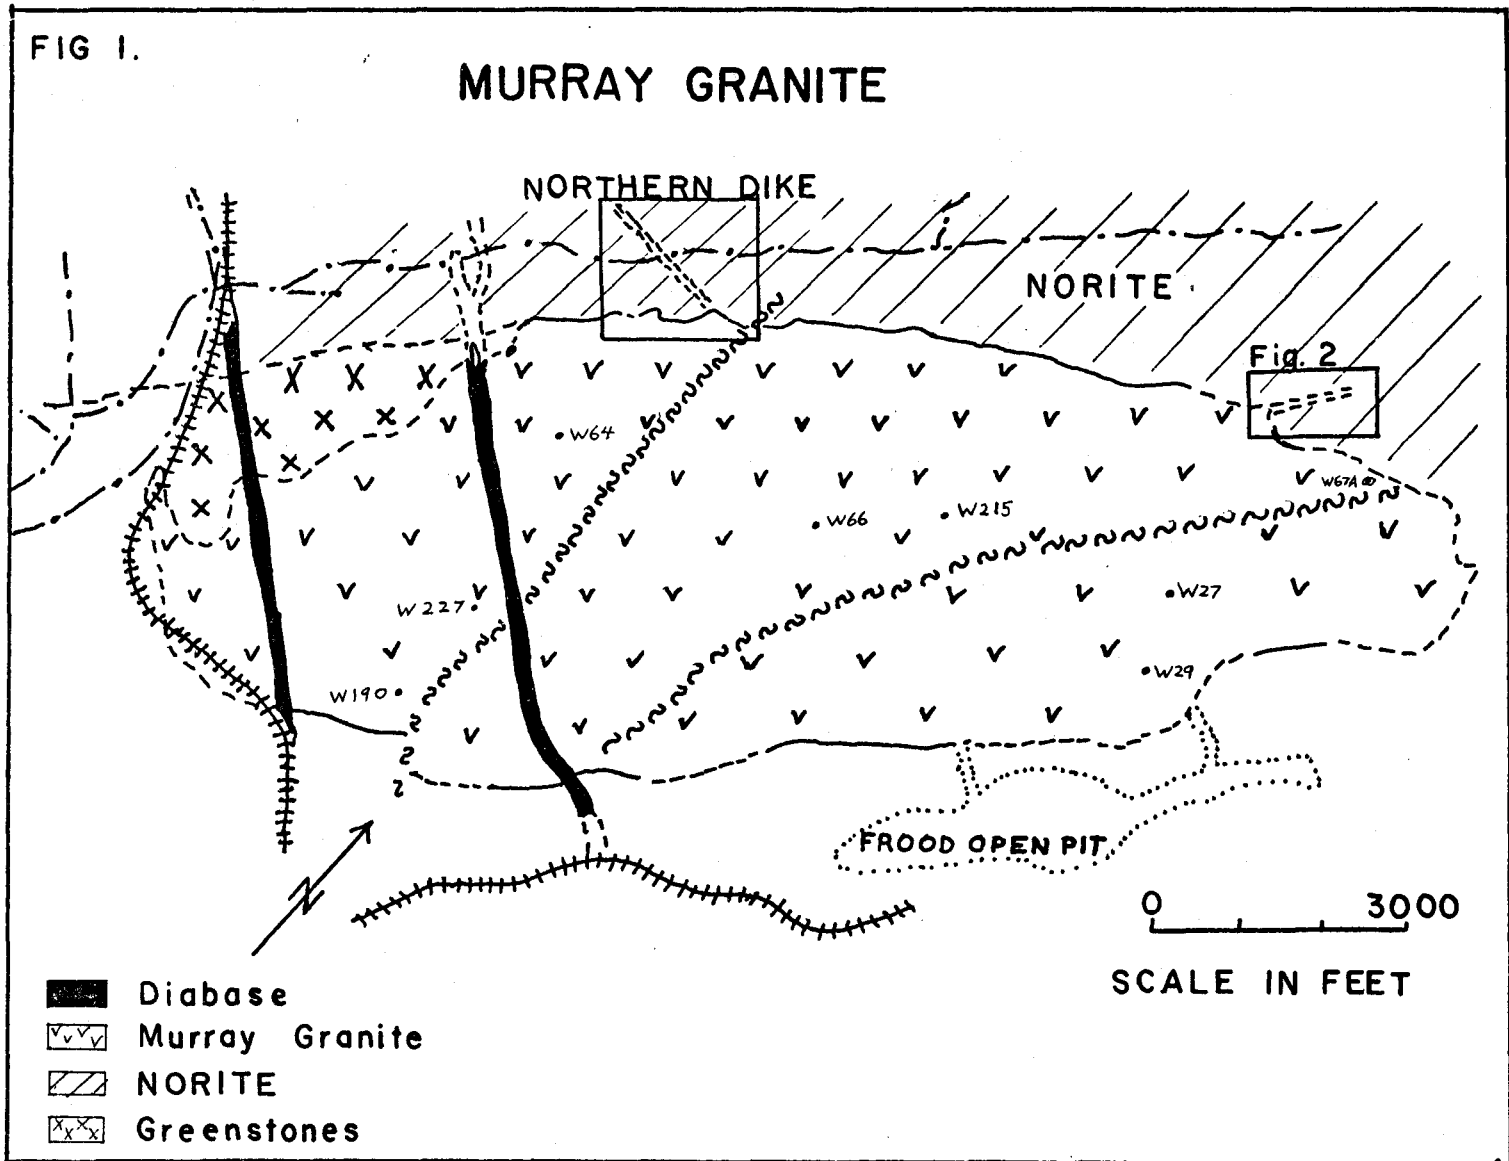 FIG 1.
MURRAY GRANITE
NORTHERN DIKE
NORITE
Fig. 2
W64
W67A
W66
W215
W227
W27
W190
W29
N
FROOD OPEN PIT
0 3000
SCALE IN FEET
Diabase
Murray Granite
NORITE
Greenstones